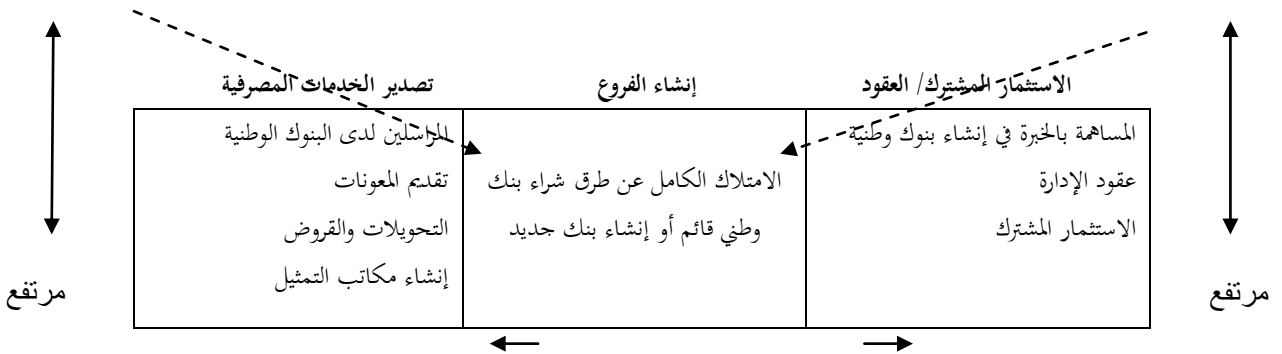 الاستثمار المشترك/ العقود
إنشاء الفروع
تصدير الخدمات المصرفية
المساهمة بالخبرة في إنشاء بنوك وطنية
عقود الإدارة
الاستثمار المشترك
الامتلاك الكامل عن طرق شراء بنك
وطني قائم أو إنشاء بنك جديد
المراسلين لدى البنوك الوطنية
تقديم المعونات
التحويلات والقروض
إنشاء مكاتب التمثيل
مرتفع
مرتفع